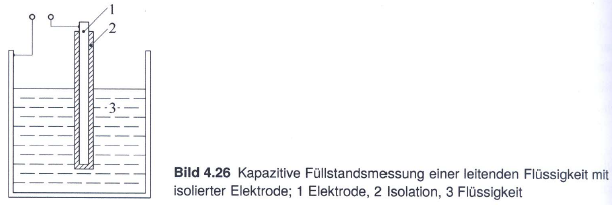 1
2
3
Bild 4.26 Kapazitive Füllstandsmessung einer leitenden Flüssigkeit mit
isolierter Elektrode; 1 Elektrode, 2 Isolation, 3 Flüssigkeit